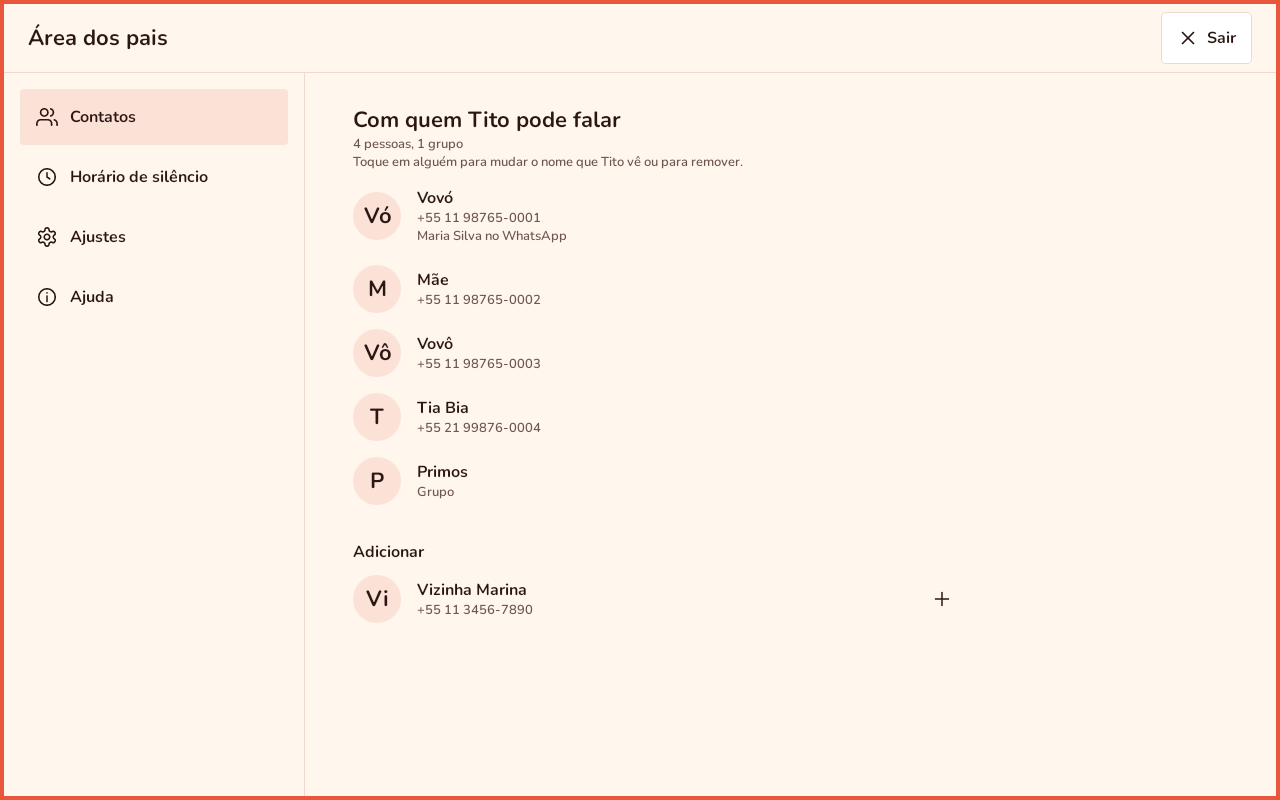 Área dos pais
Sair
Contatos
Horário de silêncio
Ajustes
Ajuda
Com quem Tito pode falar
4 pessoas, 1 grupo
Toque em alguém para mudar o nome que Tito vê ou para remover.
Vó
Vovó
+55 11 98765-0001
Maria Silva no WhatsApp
M
Mãe
+55 11 98765-0002
Vô
Vovô
+55 11 98765-0003
T
Tia Bia
+55 21 99876-0004
P
Primos
Grupo
Adicionar
Vi
Vizinha Marina
+55 11 3456-7890